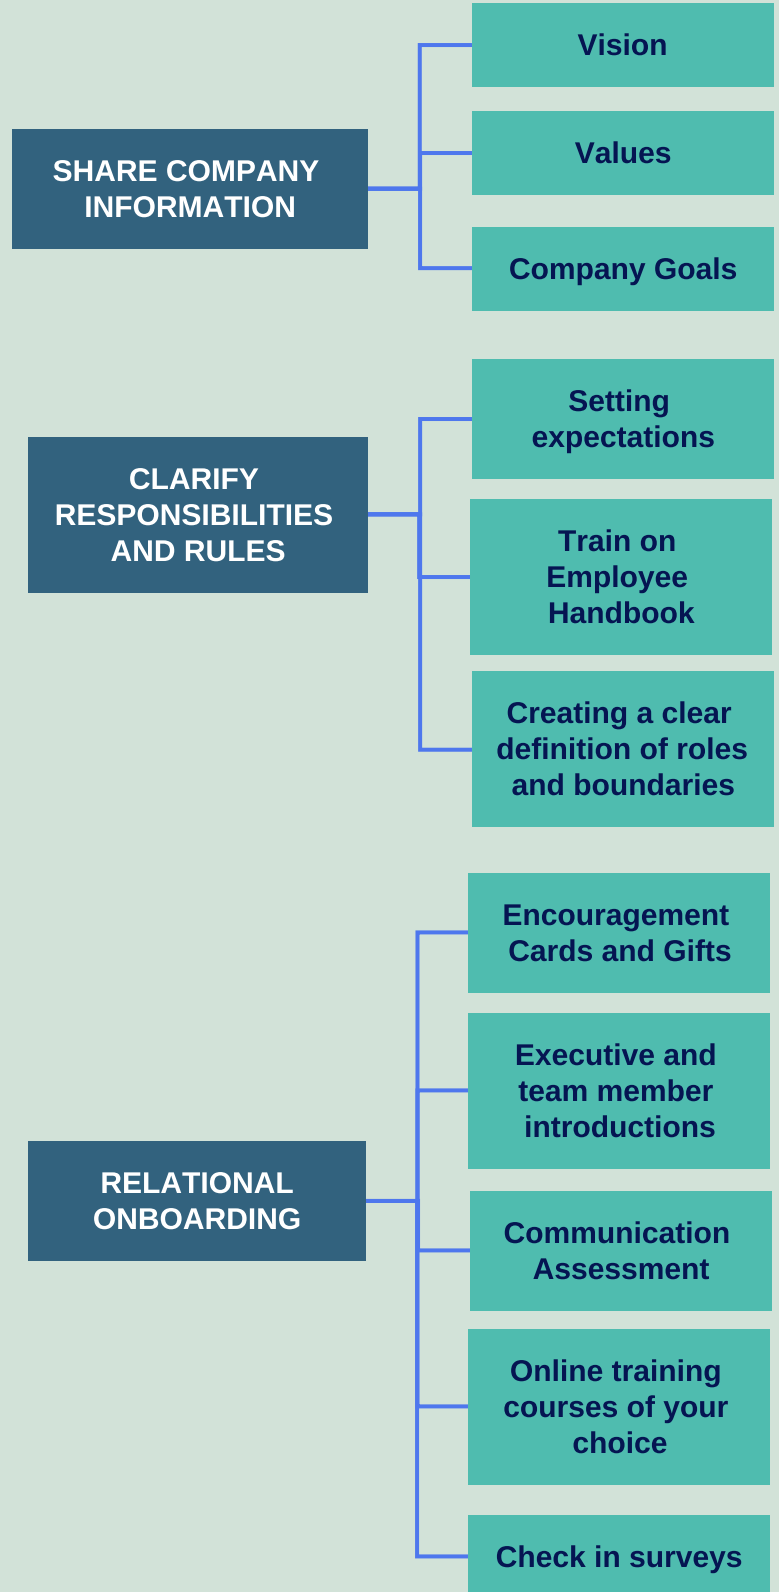 SHARE COMPANY
INFORMATION
Vision
Values
Company Goals
CLARIFY
RESPONSIBILITIES
AND RULES
Setting
expectations
Train on
Employee
Handbook
Creating a clear
definition of roles
and boundaries
RELATIONAL
ONBOARDING
Encouragement
Cards and Gifts
Executive and
team member
introductions
Communication
Assessment
Online training
courses of your
choice
Check in surveys